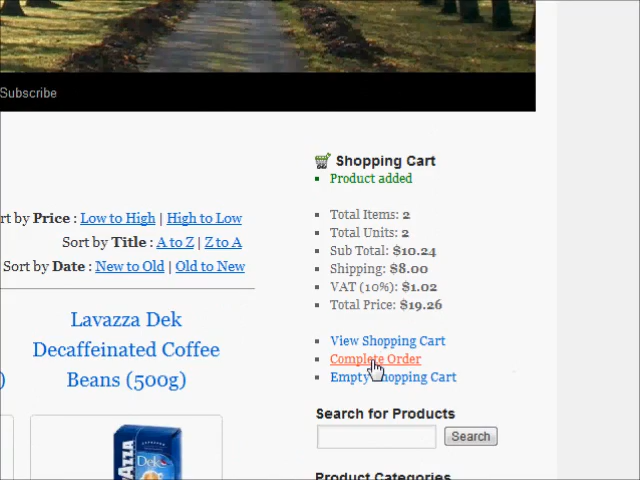 Subscribe
Shopping Cart
Product added
Total Items: 2
Total Units: 2
Sub Total: $10.24
Shipping: $8.00
VAT (10%): $1.02
Total Price: $19.26
View Shopping Cart
Complete Order
Empty Shopping Cart
Search for Products
Search
Product Categories
rt by Price : Low to High | High to Low
Sort by Title : A to Z | Z to A
Sort by Date : New to Old | Old to New
Lavazza Dek
Decaffeinated Coffee
Beans (500g)
)
AZZA
Dek